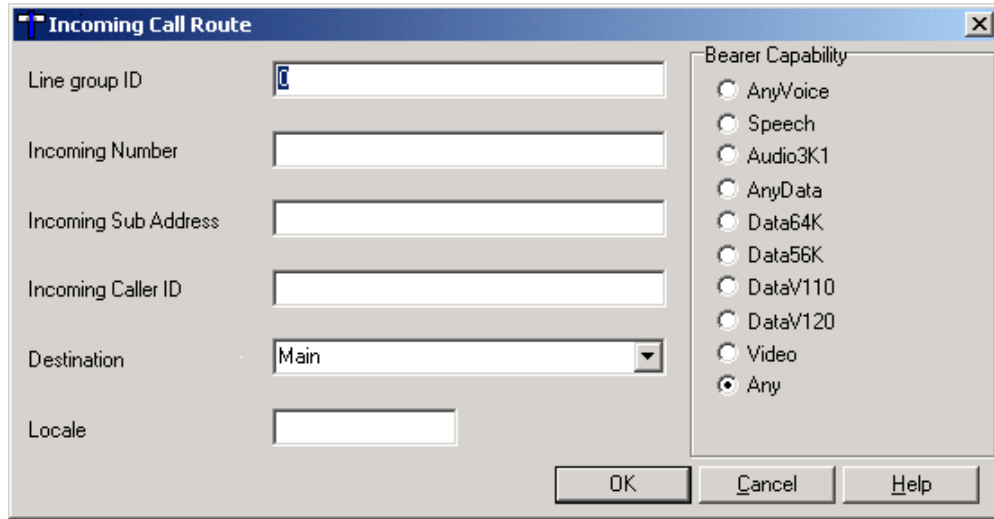 Incoming Call Route
Line group ID
0
Incoming Number
Incoming Sub Address
Incoming Caller ID
Destination
Main
Locale
Bearer Capability
AnyVoice
Speech
Audio3K1
AnyData
Data64K
Data56K
DataV110
DataV120
Video
Any
OK
Cancel
Help